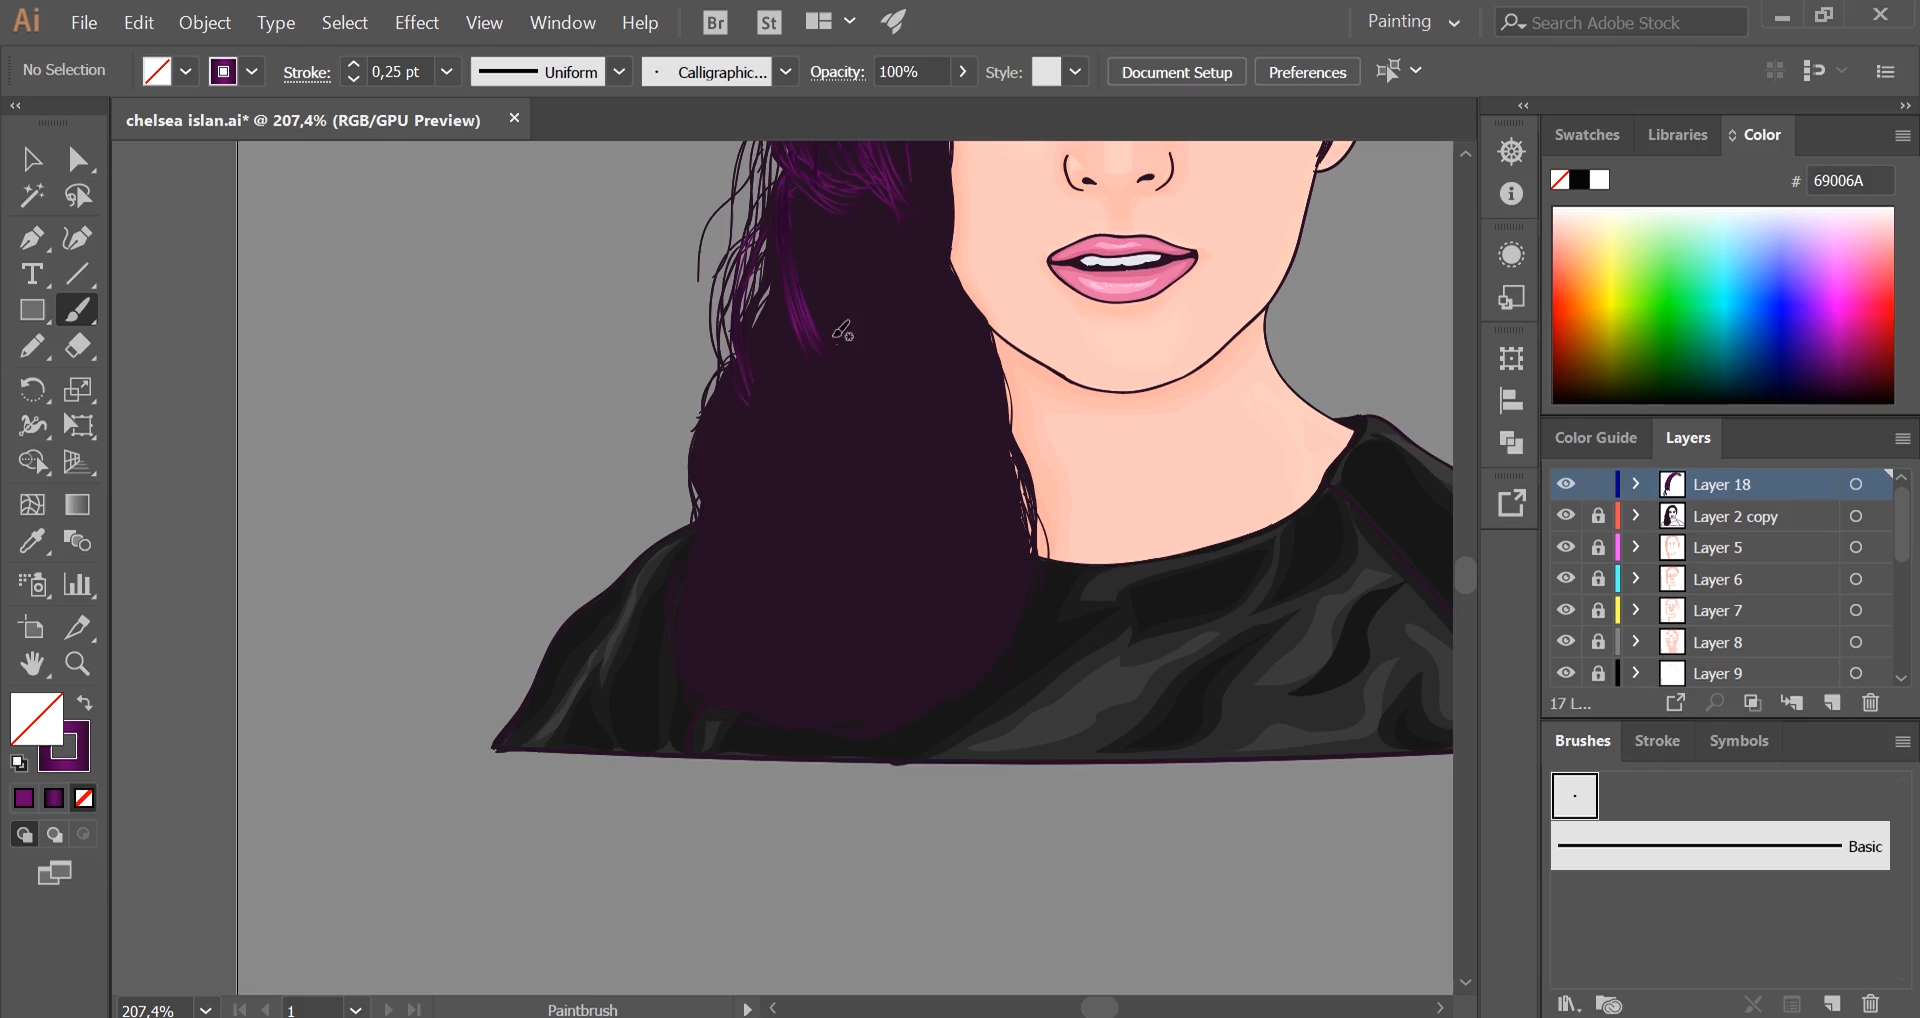 Ai File Edit Object Type Select Effect View Window Help Br St Painting Search Adobe Stock
No Selection Stroke: 0,25 pt Uniform Calligraphic... Opacity: 100% Style: Document Setup Preferences
chelsea islan.ai* @ 207,4% (RGB/GPU Preview)
Swatches Libraries Color
# 69006A
Color Guide Layers
Layer 18
Layer 2 copy
Layer 5
Layer 6
Layer 7
Layer 8
Layer 9
17 L...
Brushes Stroke Symbols
Basic
207,4% 1 Paintbrush